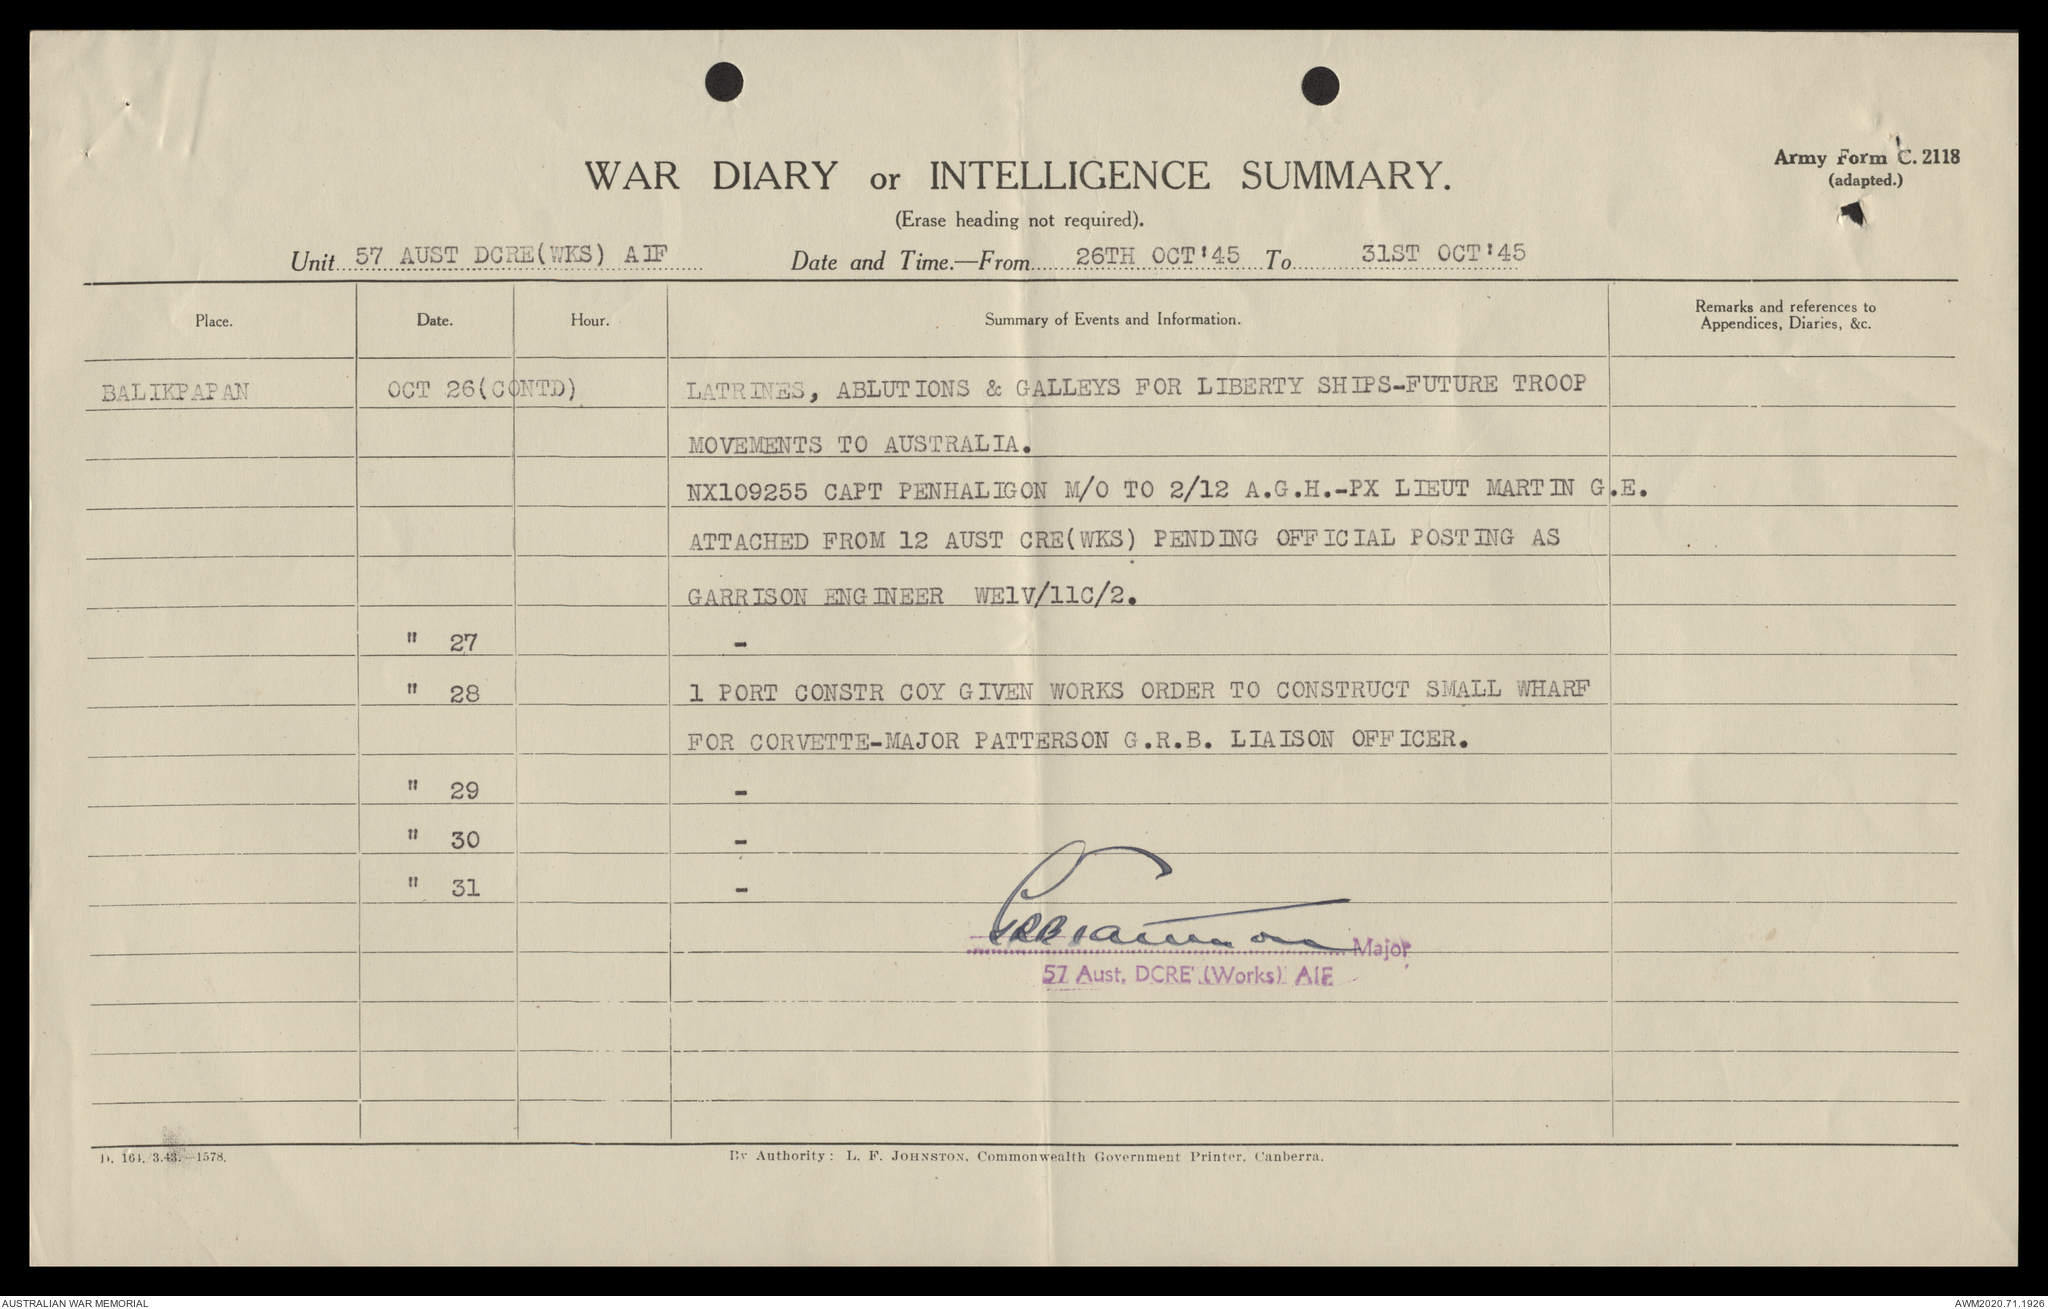 WAR DIARY or INTELLIGENCE SUMMARY.
Army Form C. 2118
(adapted.)
(Erase heading not required).
Unit 57 AUST DCRE(WKS) AIF Date and Time.—From 26TH OCT'45 To 31ST OCT'45
Place. Date. Hour. Summary of Events and Information. Remarks and references to
Appendices, Diaries, &c.
BALIKPAPAN OCT 26(CONTD) LATRINES, ABLUTIONS & GALLEYS FOR LIBERTY SHIPS-FUTURE TROOP
MOVEMENTS TO AUSTRALIA.
NX109255 CAPT PENHALIGON M/O TO 2/12 A.G.H.-PX LIEUT MARTIN G.E.
ATTACHED FROM 12 AUST CRE(WKS) PENDING OFFICIAL POSTING AS
GARRISON ENGINEER WE1V/11C/2.
" 27 -
" 28 1 PORT CONSTR COY GIVEN WORKS ORDER TO CONSTRUCT SMALL WHARF
FOR CORVETTE-MAJOR PATTERSON G.R.B. LIAISON OFFICER.
" 29 -
" 30 -
" 31 -
GRB Patterson Major
57 Aust. DCRE (Works) AIF
D. 164. 3.43.—1578.
By Authority: L. F. JOHNSTON, Commonwealth Government Printer, Canberra.
AUSTRALIAN WAR MEMORIAL
AWM2020.71.1926